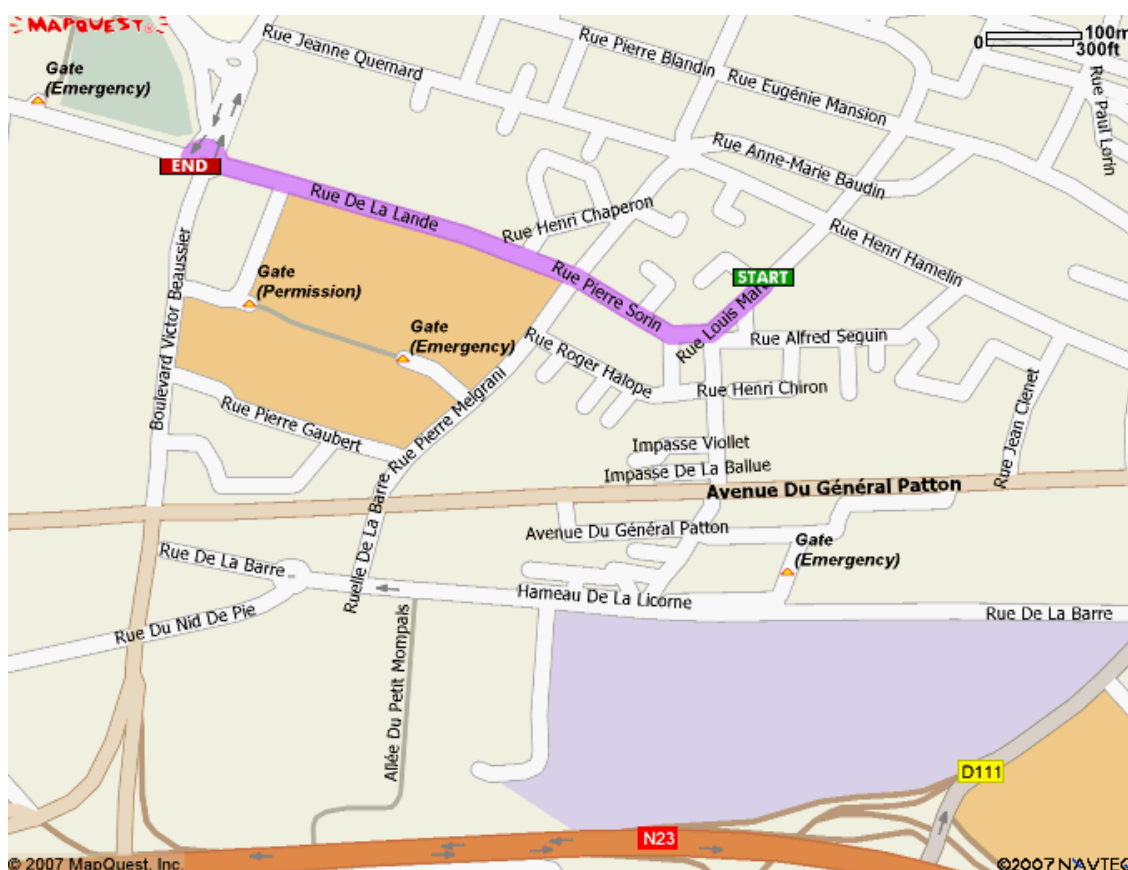 MAPQUEST
100m
0
300ft
Rue Jeanne Quemard
Rue Pierre Blandin
Rue Eugénie Mansion
Rue Paul Lorin
Gate
(Emergency)
END
Rue Anne-Marie Baudin
Rue De La Lande
Rue Henri Chaperon
Rue Henri Hamelin
Boulevard Victor Beaussier
Gate
(Permission)
Rue Pierre Sorin
START
Rue Louis Mar
Gate
(Emergency)
Rue Roger Halope
Rue Alfred Seguin
Rue Henri Chiron
Rue Jean Clenet
Rue Pierre Gaubert
Rue Pierre Melgrani
Impasse Viollet
Impasse De La Ballue
Avenue Du Général Patton
Avenue Du Général Patton
Gate
(Emergency)
Rue De La Barre
Ruelle De La Barre
Hameau De La Licorne
Rue De La Barre
Rue Du Nid De Pie
Allée Du Petit Mompais
D111
N23
© 2007 MapQuest, Inc.
©2007 NAVTEQ